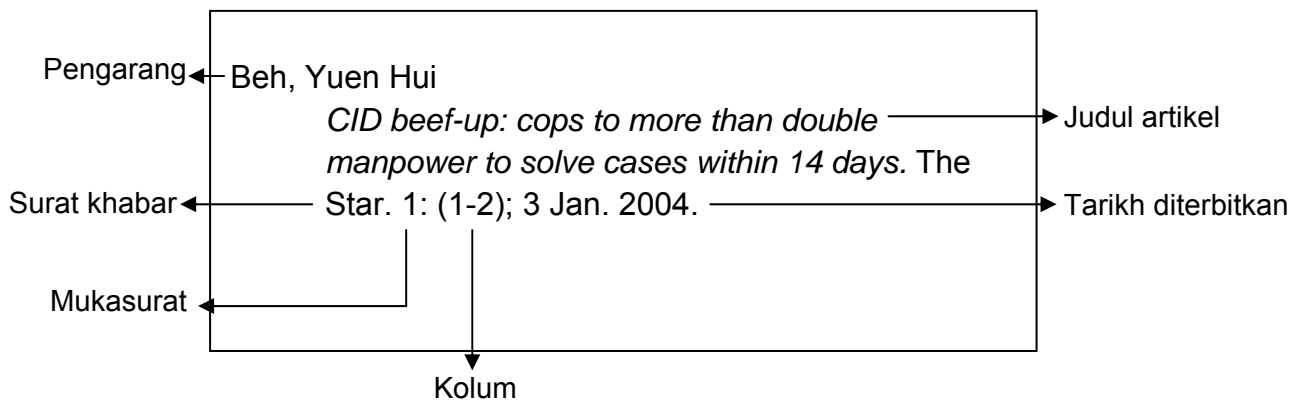 Pengarang
Beh, Yuen Hui
CID beef-up: cops to more than double
Judul artikel
manpower to solve cases within 14 days. The
Surat khabar
Star. 1: (1-2); 3 Jan. 2004.
Tarikh diterbitkan
Mukasurat
Kolum